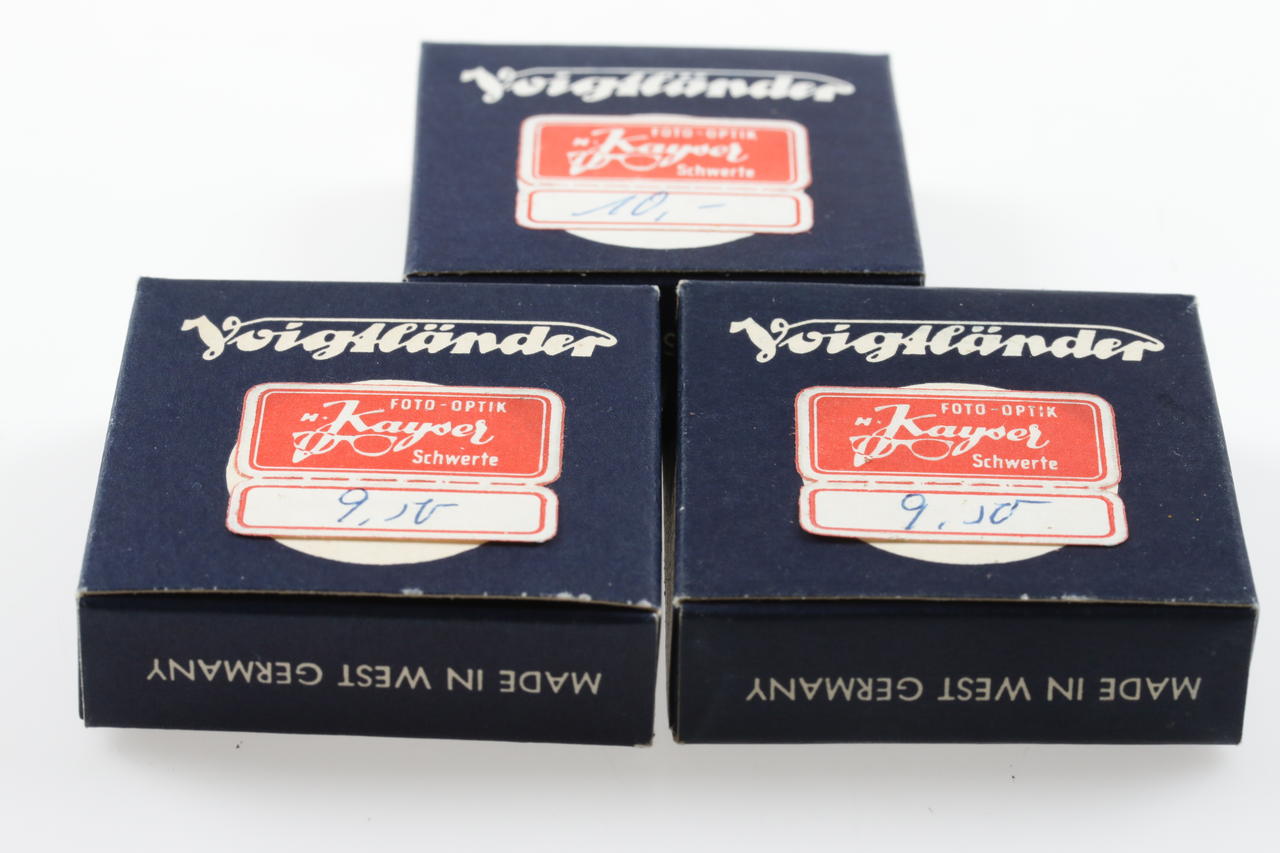 Voigtländer
FOTO-OPTIK
H. Kayser
Schwerte
10,-
Voigtländer
FOTO-OPTIK
H. Kayser
Schwerte
9,50
MADE IN WEST GERMANY
Voigtländer
FOTO-OPTIK
H. Kayser
Schwerte
9,50
MADE IN WEST GERMANY